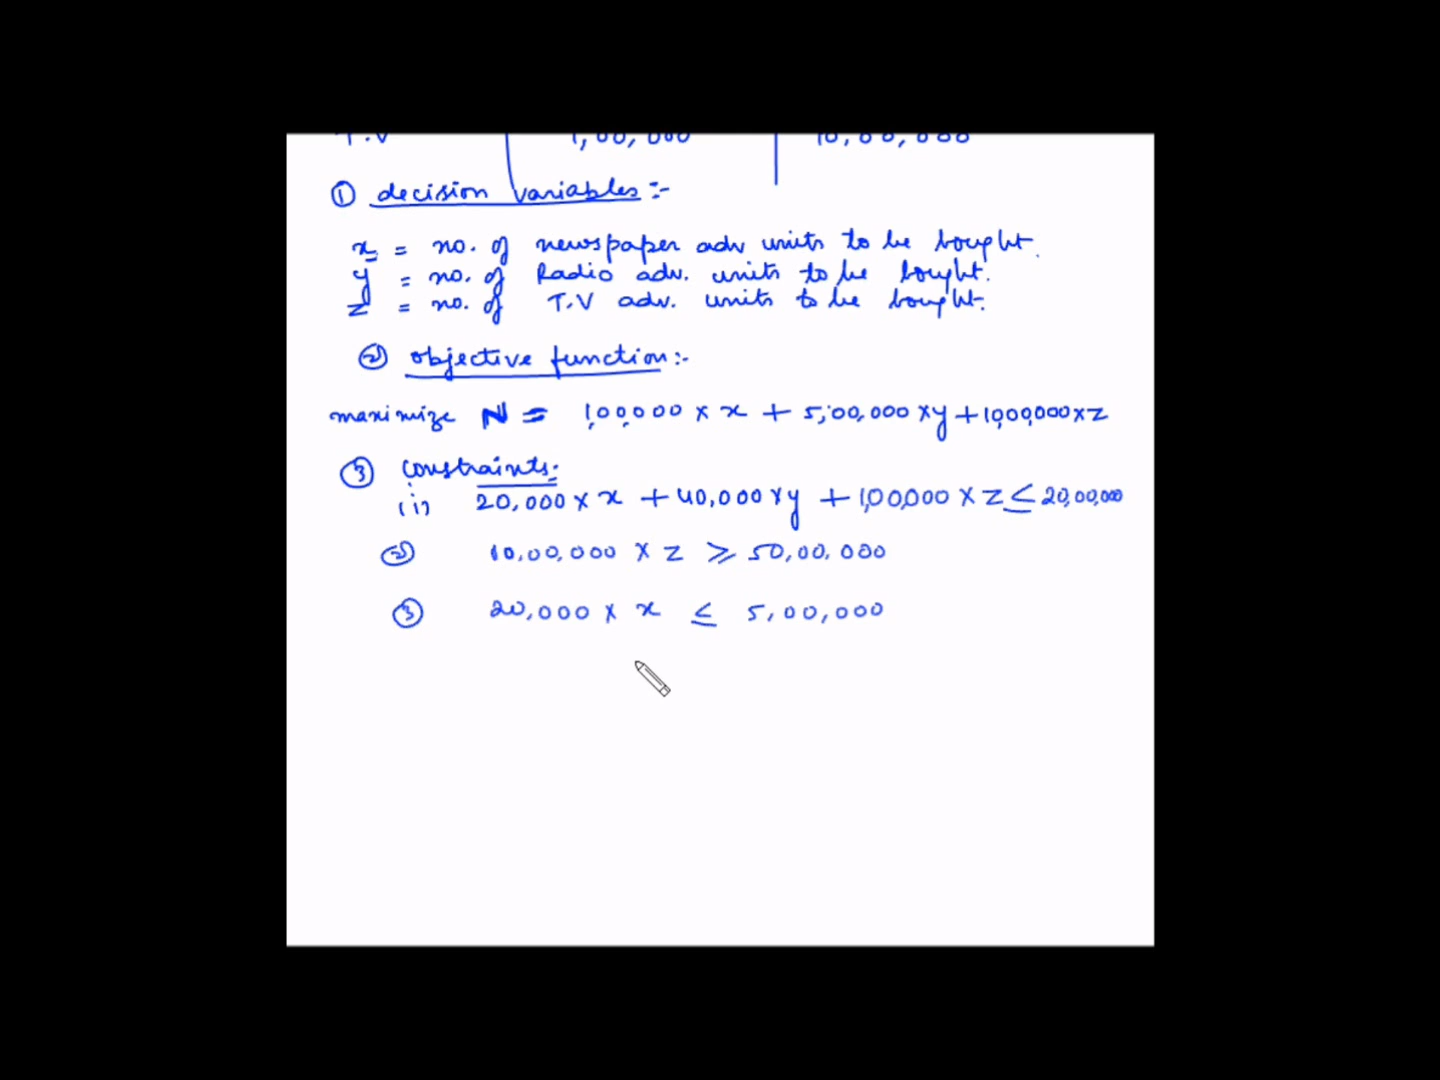 T.V 1,00,000 10,00,000
① decision variables :-
x = no. of newspaper adv units to be bought.
y = no. of Radio adv. units to be bought.
z = no. of T.V adv. units to be bought.
② objective function:-
maximize N = 1,00,000 × x + 5,00,000 × y + 10,00,000 × z
③ constraints:
(i) 20,000 × x + 40,000 × y + 1,00,000 × z ≤ 20,00,000
② 10,00,000 × z ≥ 50,00,000
③ 20,000 × x ≤ 5,00,000